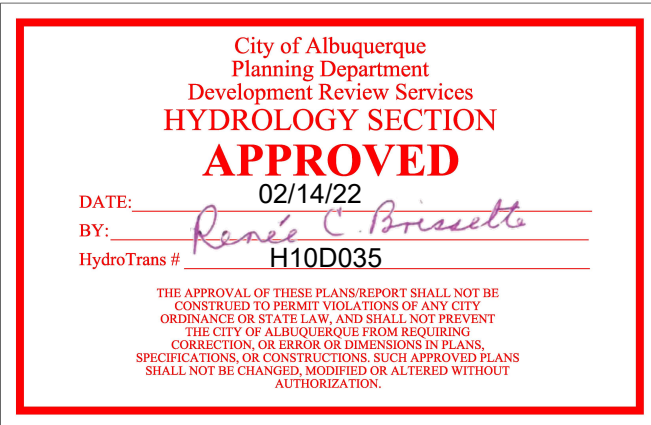 City of Albuquerque
Planning Department
Development Review Services
HYDROLOGY SECTION
APPROVED
DATE: 02/14/22
BY: Renée C. Brissette
HydroTrans # H10D035
THE APPROVAL OF THESE PLANS/REPORT SHALL NOT BE
CONSTRUED TO PERMIT VIOLATIONS OF ANY CITY
ORDINANCE OR STATE LAW, AND SHALL NOT PREVENT
THE CITY OF ALBUQUERQUE FROM REQUIRING
CORRECTION, OR ERROR OR DIMENSIONS IN PLANS,
SPECIFICATIONS, OR CONSTRUCTIONS. SUCH APPROVED PLANS
SHALL NOT BE CHANGED, MODIFIED OR ALTERED WITHOUT
AUTHORIZATION.